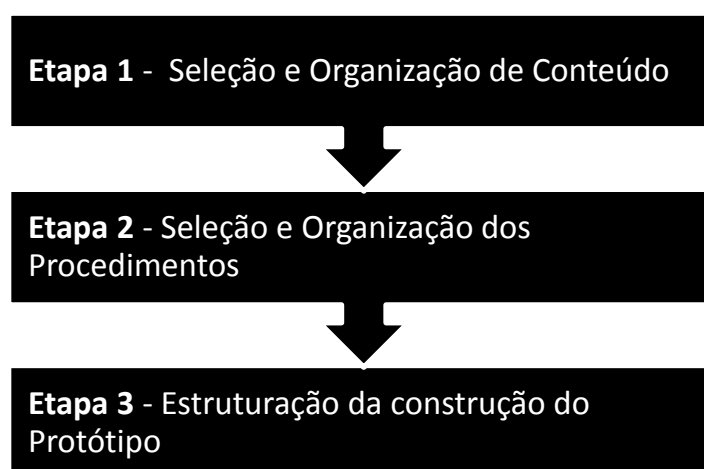 Etapa 1 - Seleção e Organização de Conteúdo
Etapa 2 - Seleção e Organização dos
Procedimentos
Etapa 3 - Estruturação da construção do
Protótipo